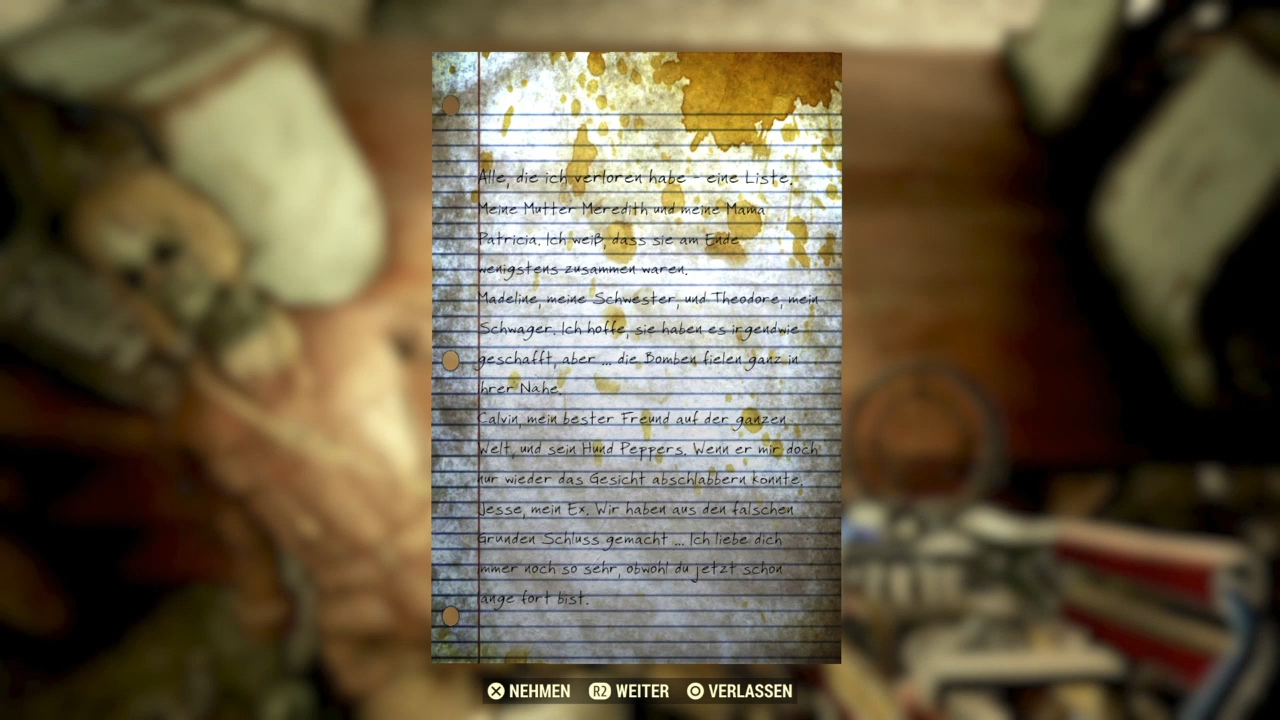 Alle, die ich verloren habe – eine Liste.
Meine Mutter Meredith und meine Mama
Patricia. Ich weiß, dass sie am Ende
wenigstens zusammen waren.
Madeline, meine Schwester, und Theodore, mein
Schwager. Ich hoffe, sie haben es irgendwie
geschafft, aber ... die Bomben fielen ganz in
ihrer Nähe.
Calvin, mein bester Freund auf der ganzen
Welt, und sein Hund Peppers. Wenn er mir doch
nur wieder das Gesicht abschlabbern könnte.
Jesse, mein Ex. Wir haben aus den falschen
Gründen Schluss gemacht ... Ich liebe dich
immer noch so sehr, obwohl du jetzt schon
lange fort bist.
NEHMEN R2 WEITER VERLASSEN